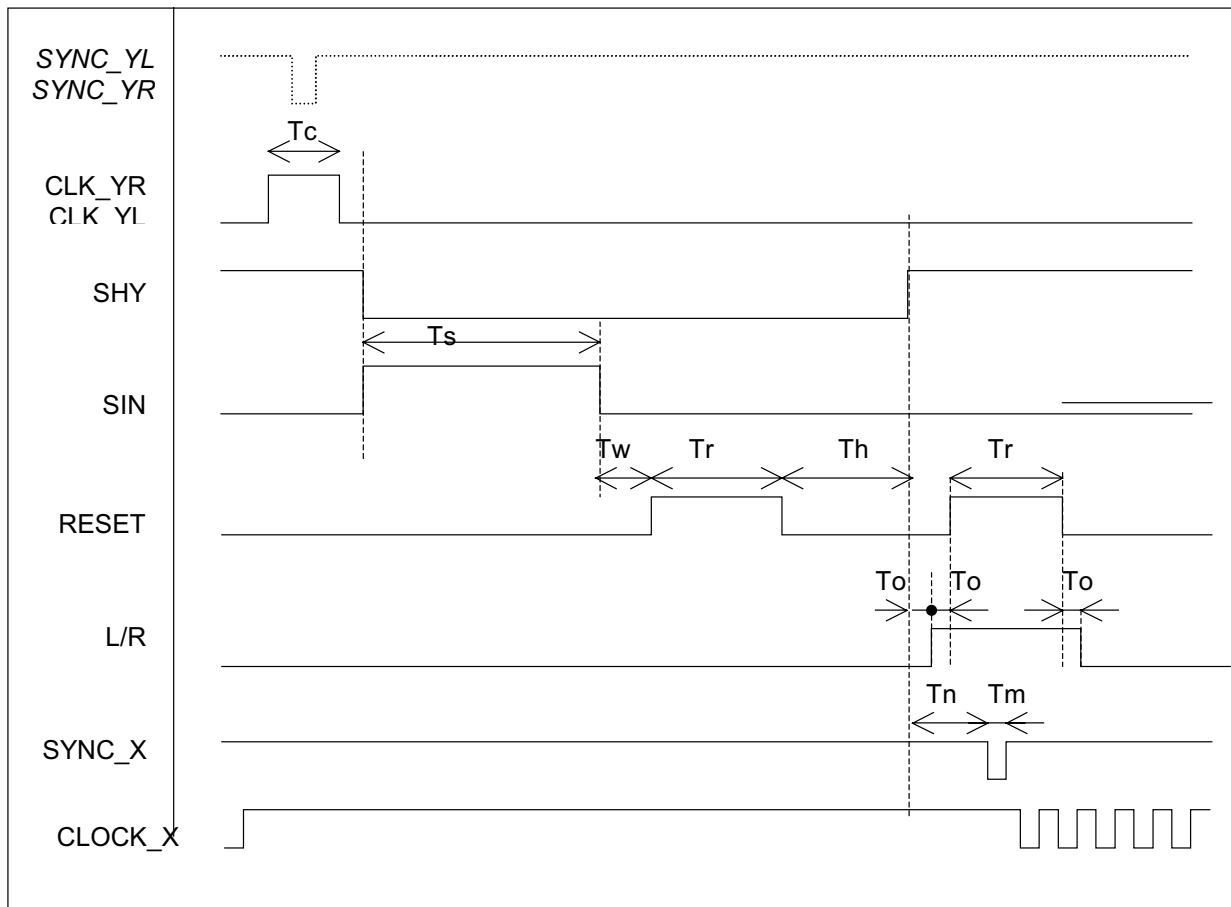 SYNC_YL
SYNC_YR
Tc
CLK_YR
CLK_YL
SHY
Ts
SIN
Tw Tr Th Tr
RESET
To To To
L/R
Tn Tm
SYNC_X
CLOCK_X